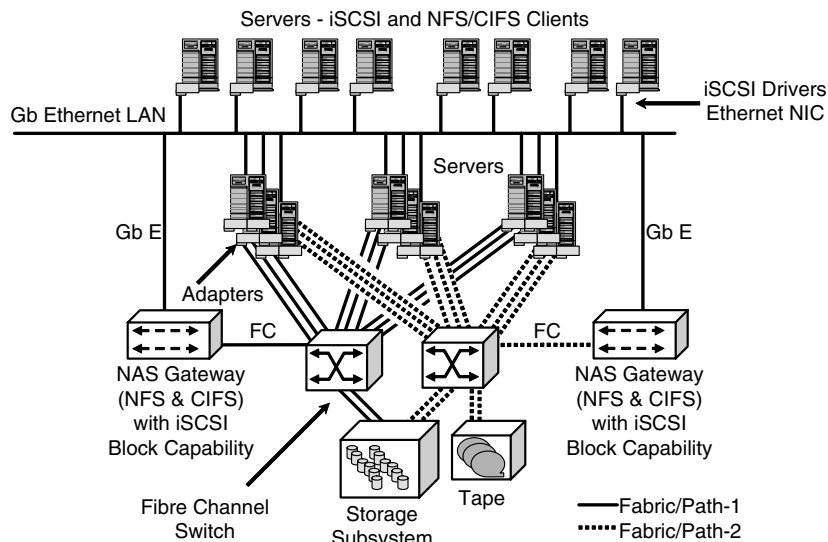 Servers - iSCSI and NFS/CIFS Clients
iSCSI Drivers
Ethernet NIC
Gb Ethernet LAN
Servers
Gb E
Gb E
Adapters
FC
FC
NAS Gateway
(NFS & CIFS)
with iSCSI
Block Capability
NAS Gateway
(NFS & CIFS)
with iSCSI
Block Capability
Fibre Channel
Switch
Storage
Subsystem
Tape
Fabric/Path-1
Fabric/Path-2